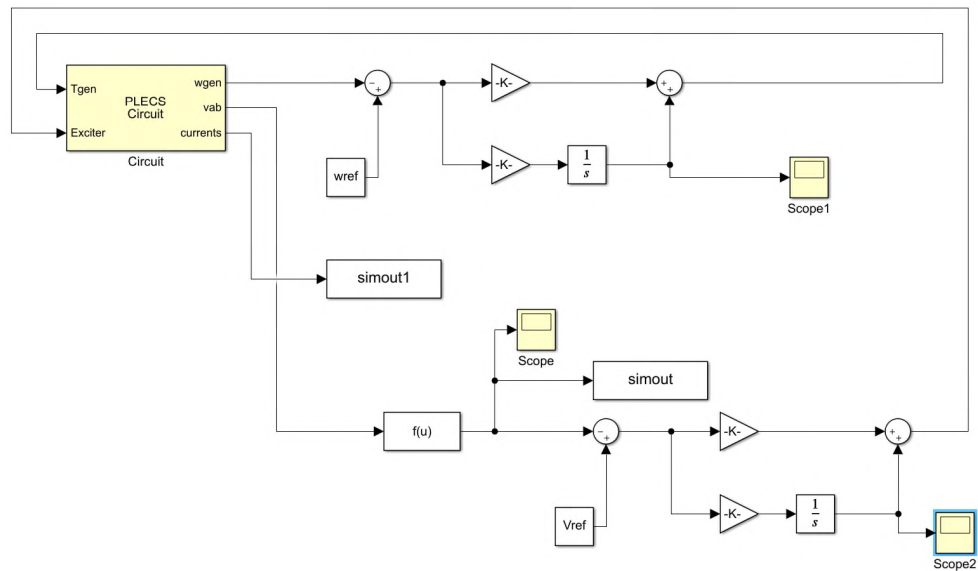 wgen
Tgen
PLECS
Circuit
vab
Exciter
currents
Circuit
-
+
-K-
+
+
-K-
1
s
wref
Scope1
simout1
Scope
simout
f(u)
-
+
-K-
+
+
-K-
1
s
Vref
Scope2